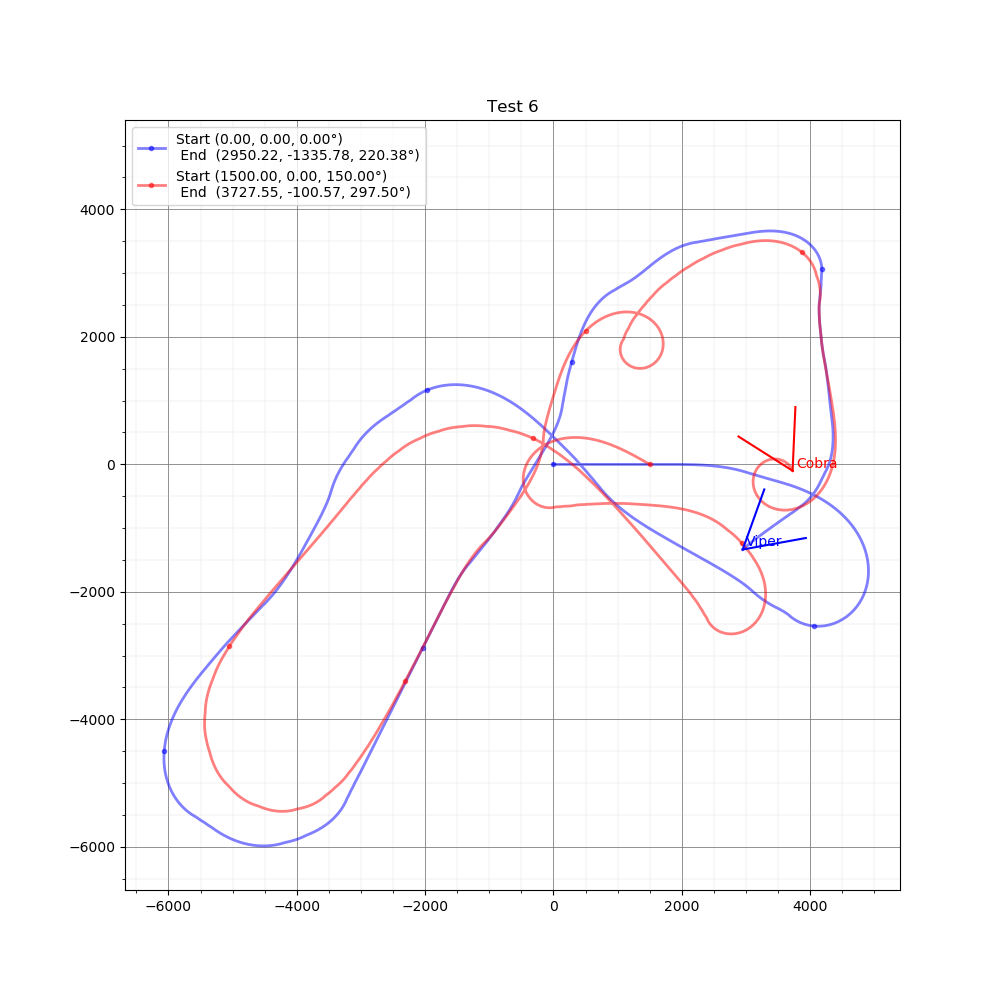 Test 6
Start (0.00, 0.00, 0.00°)
End (2950.22, -1335.78, 220.38°)
Start (1500.00, 0.00, 150.00°)
End (3727.55, -100.57, 297.50°)
4000
2000
0
−2000
−4000
−6000
Cobra
Viper
−6000 −4000 −2000 0 2000 4000